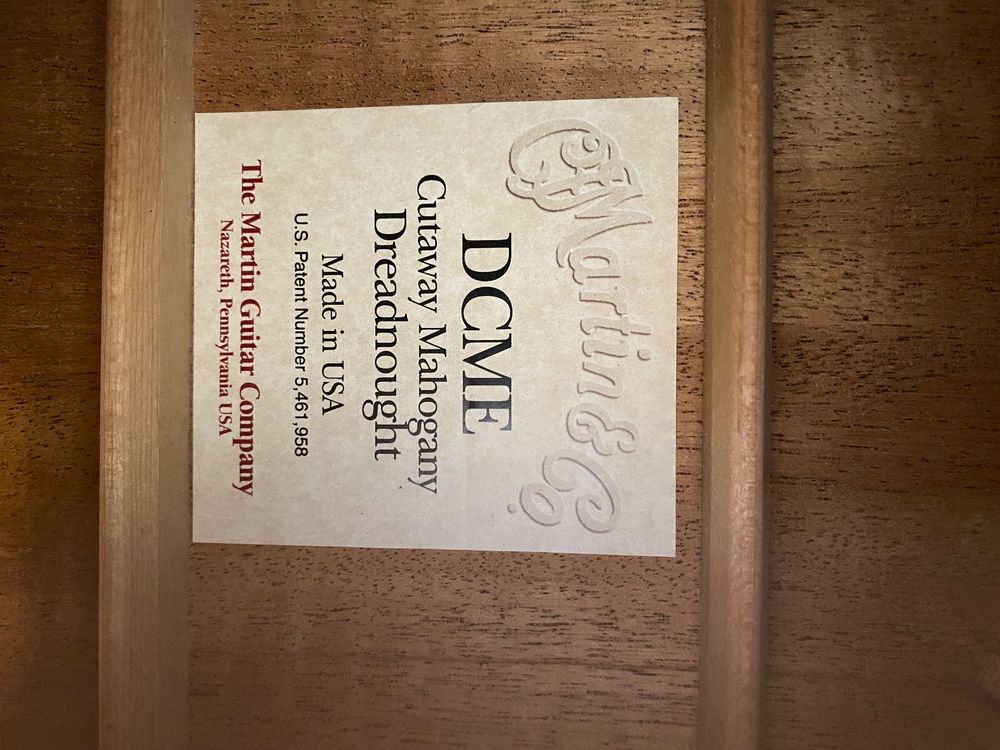 CFMartin & Co.
DCME
Cutaway Mahogany
Dreadnought
Made in USA
U.S. Patent Number 5,461,958
The Martin Guitar Company
Nazareth, Pennsylvania USA